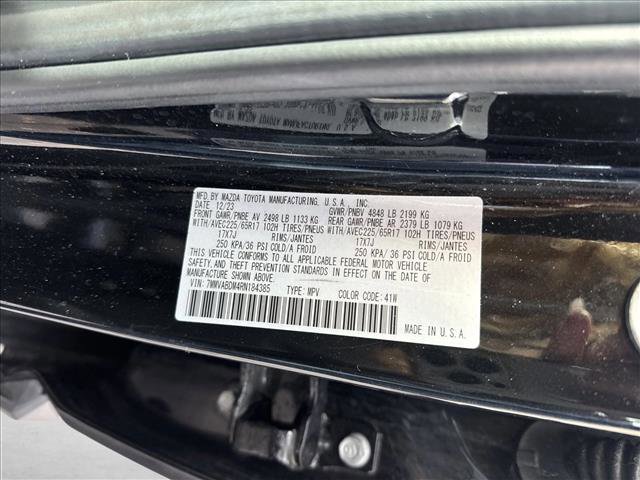 MFD. BY MAZDA TOYOTA MANUFACTURING, U.S.A., INC.
DATE: 12/23 GVWR/PNBV 4848 LB 2199 KG
FRONT GAWR/PNBE AV 2498 LB 1133 KG REAR GAWR/PNBE AR 2379 LB 1079 KG
WITH/AVEC225/65R17 102H TIRES/PNEUS WITH/AVEC225/65R17 102H TIRES/PNEUS
17X7J RIMS/JANTES 17X7J RIMS/JANTES
250 KPA/36 PSI COLD/A FROID 250 KPA/ 36 PSI COLD/A FROID
THIS VEHICLE CONFORMS TO ALL APPLICABLE FEDERAL MOTOR VEHICLE
SAFETY AND THEFT PREVENTION STANDARDS IN EFFECT ON THE DATE OF
MANUFACTURE SHOWN ABOVE.
VIN: 7MMVABDM4RN184385 TYPE: MPV COLOR CODE: 41W
MADE IN U.S.A.